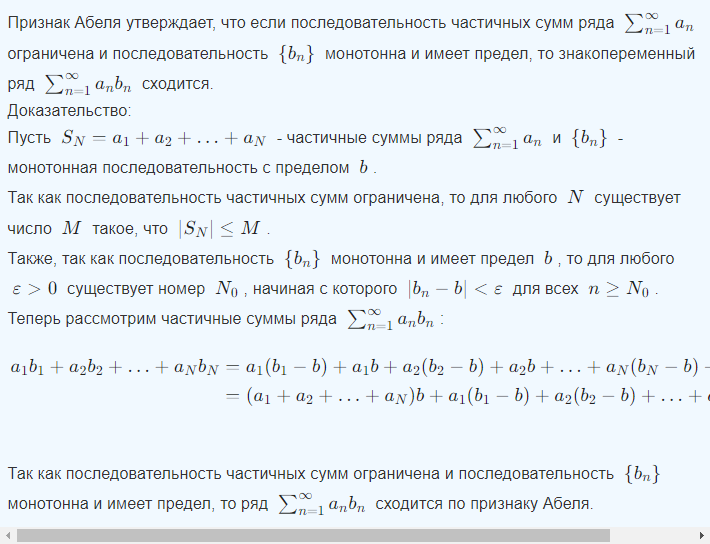 Признак Абеля утверждает, что если последовательность частичных сумм ряда $\sum_{n=1}^{\infty} a_n$
ограничена и последовательность $\{b_n\}$ монотонна и имеет предел, то знакопеременный
ряд $\sum_{n=1}^{\infty} a_n b_n$ сходится.
Доказательство:
Пусть $S_N = a_1 + a_2 + \ldots + a_N$ - частичные суммы ряда $\sum_{n=1}^{\infty} a_n$ и $\{b_n\}$ -
монотонная последовательность с пределом $b$ .
Так как последовательность частичных сумм ограничена, то для любого $N$ существует
число $M$ такое, что $|S_N| \leq M$ .
Также, так как последовательность $\{b_n\}$ монотонна и имеет предел $b$ , то для любого
$\varepsilon > 0$ существует номер $N_0$ , начиная с которого $|b_n - b| < \varepsilon$ для всех $n \geq N_0$ .
Теперь рассмотрим частичные суммы ряда $\sum_{n=1}^{\infty} a_n b_n$ :
$a_1b_1 + a_2b_2 + \ldots + a_Nb_N = a_1(b_1 - b) + a_1b + a_2(b_2 - b) + a_2b + \ldots + a_N(b_N - b)$
$= (a_1 + a_2 + \ldots + a_N)b + a_1(b_1 - b) + a_2(b_2 - b) + \ldots +$
Так как последовательность частичных сумм ограничена и последовательность $\{b_n\}$
монотонна и имеет предел, то ряд $\sum_{n=1}^{\infty} a_n b_n$ сходится по признаку Абеля.